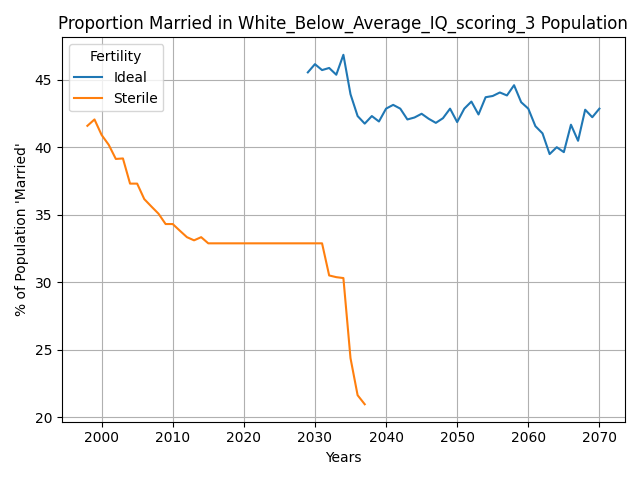 Proportion Married in White_Below_Average_IQ_scoring_3 Population
Fertility
Ideal
Sterile
% of Population 'Married'
45
40
35
30
25
20
2000 2010 2020 2030 2040 2050 2060 2070
Years